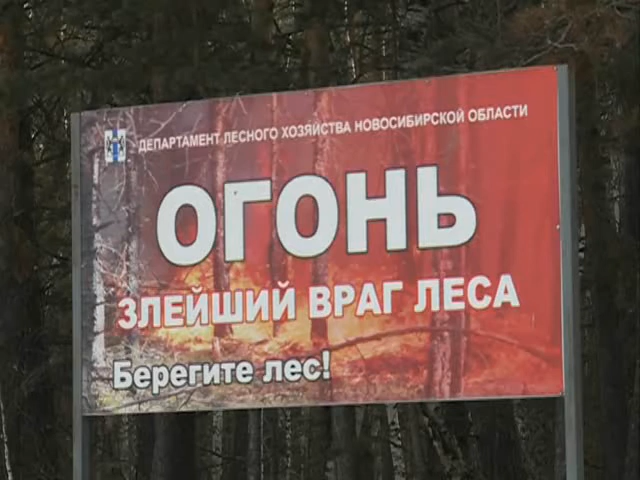 ДЕПАРТАМЕНТ ЛЕСНОГО ХОЗЯЙСТВА НОВОСИБИРСКОЙ ОБЛАСТИ
ОГОНЬ
ЗЛЕЙШИЙ ВРАГ ЛЕСА
Берегите лес!